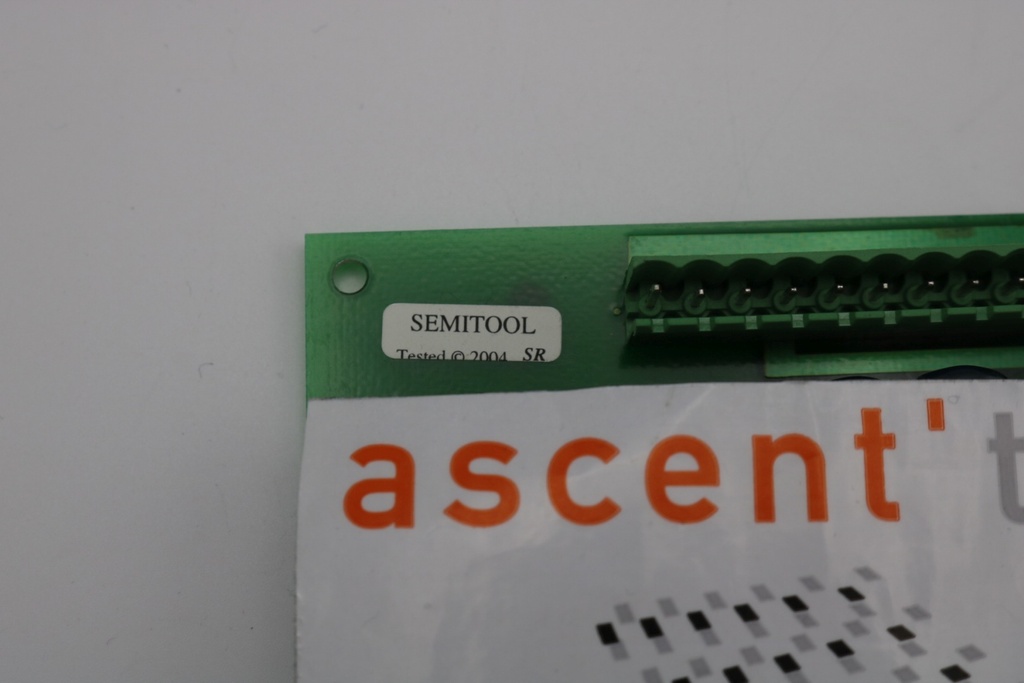 SEMITOOL
Tested © 2004 SR
ascent' t